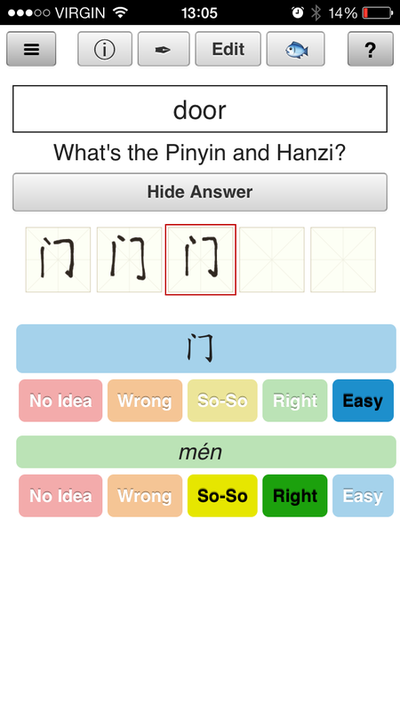 VIRGIN 13:05 14%
Edit ?
door
What's the Pinyin and Hanzi?
Hide Answer
门 门 门
门
No Idea Wrong So-So Right Easy
mén
No Idea Wrong So-So Right Easy